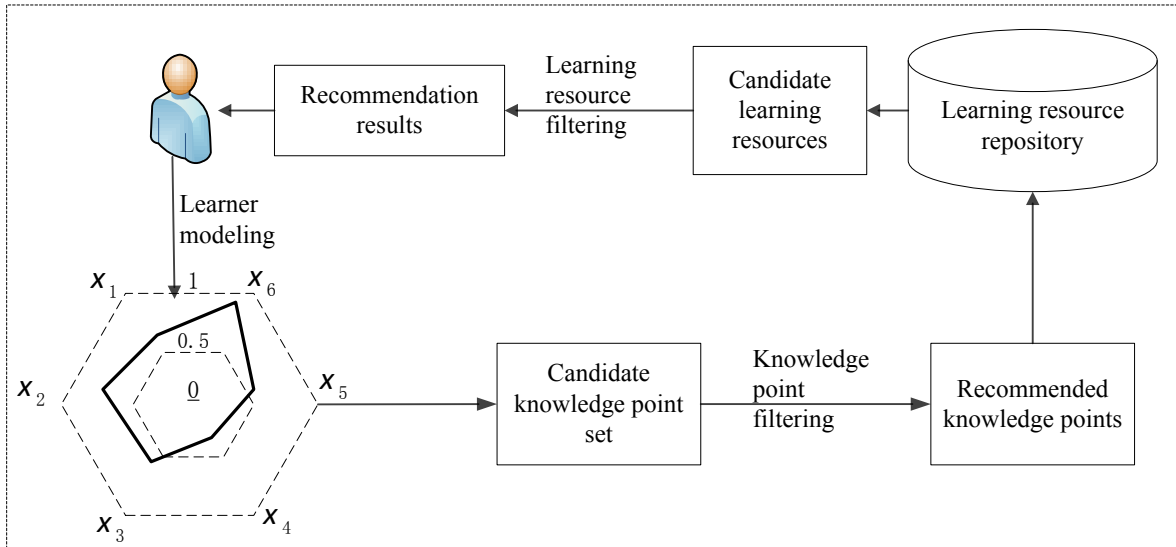 Recommendation
results
Learning
resource
filtering
Candidate
learning
resources
Learning resource
repository
Learner
modeling
x1
1
x6
0.5
0
x2
x5
x3
x4
Candidate
knowledge point
set
Knowledge
point
filtering
Recommended
knowledge points